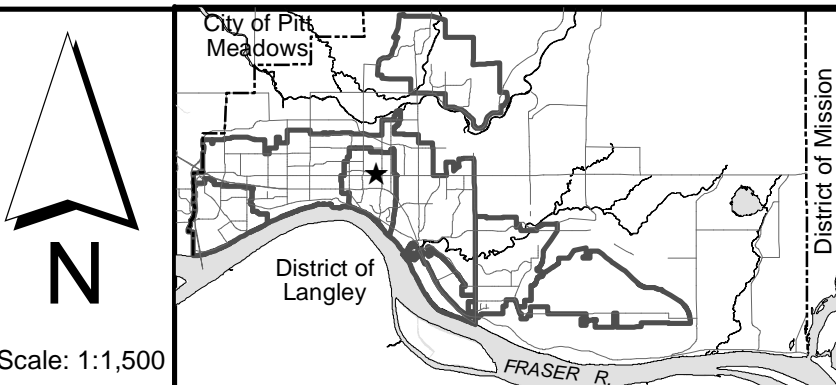 City of Pitt
Meadows
District of Mission
District of
Langley
FRASER R.
N
Scale: 1:1,500